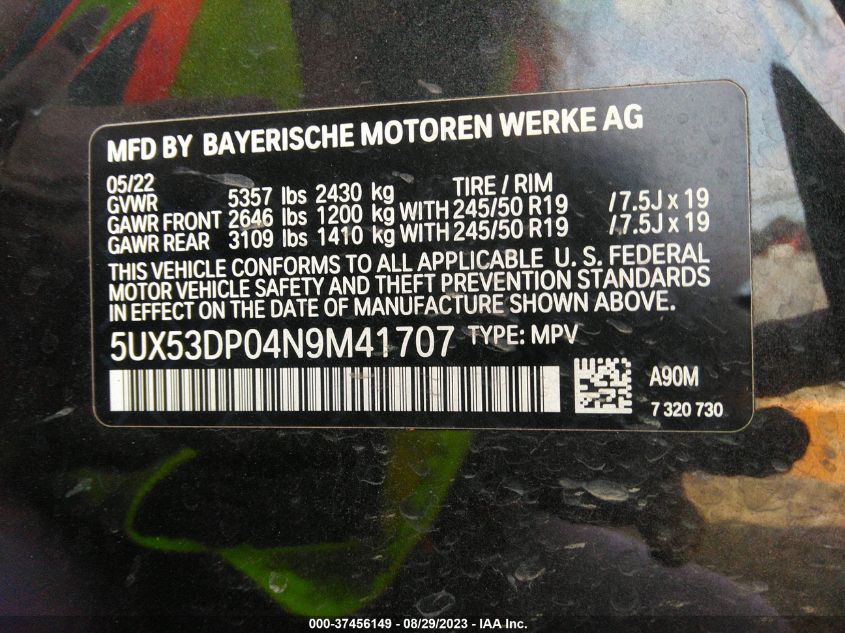 MFD BY BAYERISCHE MOTOREN WERKE AG
05/22 TIRE / RIM
GVWR 5357 lbs 2430 kg
GAWR FRONT 2646 lbs 1200 kg WITH 245/50 R19 / 7.5J x 19
GAWR REAR 3109 lbs 1410 kg WITH 245/50 R19 / 7.5J x 19
THIS VEHICLE CONFORMS TO ALL APPLICABLE U. S. FEDERAL
MOTOR VEHICLE SAFETY AND THEFT PREVENTION STANDARDS
IN EFFECT ON THE DATE OF MANUFACTURE SHOWN ABOVE.
5UX53DP04N9M41707 TYPE: MPV
A90M
7 320 730
000-37456149 - 08/29/2023 - IAA Inc.